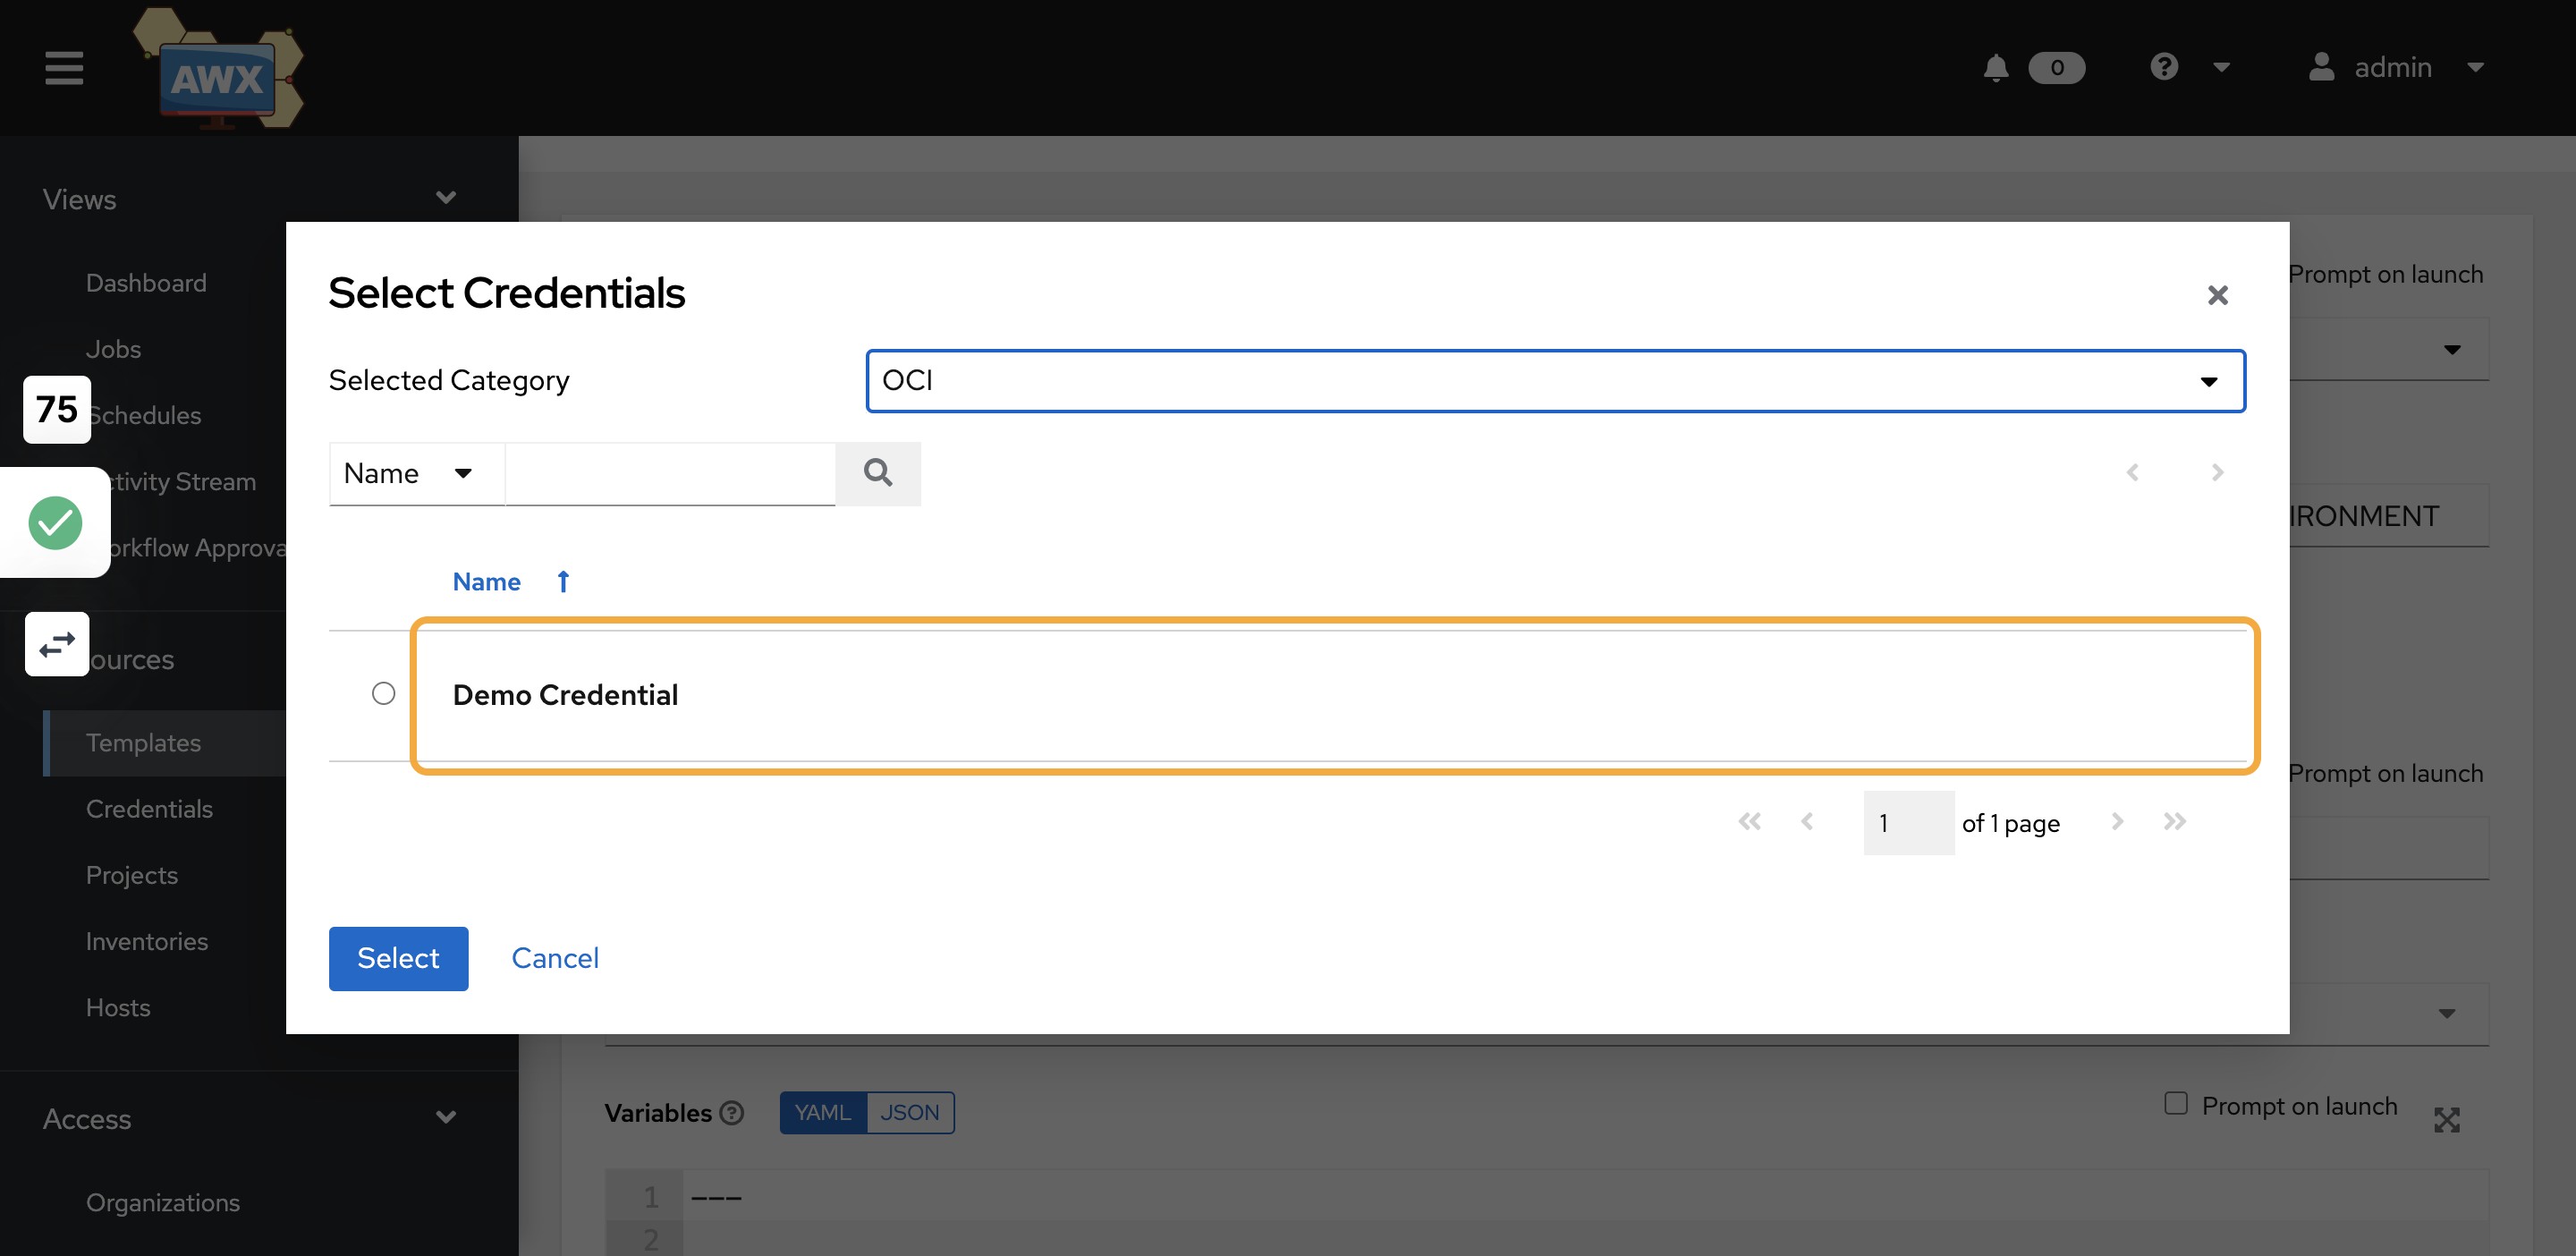 AWX
0
admin
Views
Dashboard
Jobs
Schedules
ctivity Stream
orkflow Approva
ources
Templates
Credentials
Projects
Inventories
Hosts
Access
Organizations
75
Prompt on launch
IRONMENT
Prompt on launch
Select Credentials
Selected Category
OCI
Name
Name
Demo Credential
1 of 1 page
Select Cancel
Variables YAML JSON
Prompt on launch
1 ---
2